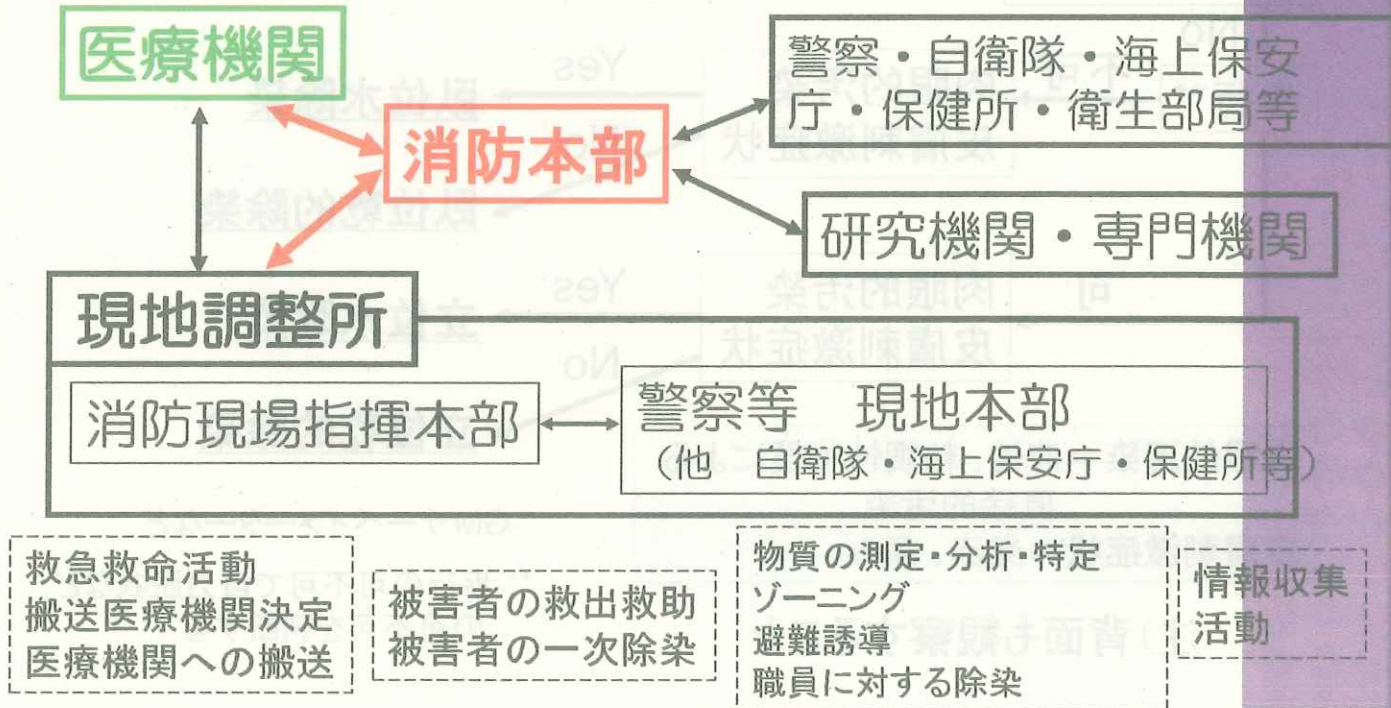 医療機関
消防本部
警察・自衛隊・海上保安
庁・保健所・衛生部局等
研究機関・専門機関
現地調整所
消防現場指揮本部
警察等　現地本部
（他　自衛隊・海上保安庁・保健所等）
救急救命活動
搬送医療機関決定
医療機関への搬送
被害者の救出救助
被害者の一次除染
物質の測定・分析・特定
ゾーニング
避難誘導
職員に対する除染
情報収集
活動